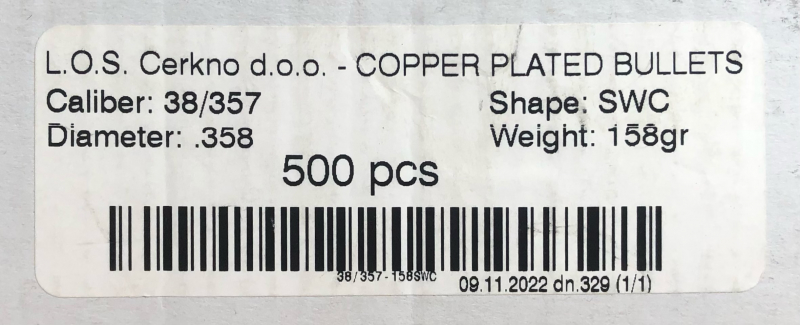 L.O.S. Cerkno d.o.o. - COPPER PLATED BULLETS
Caliber: 38/357 Shape: SWC
Diameter: .358 Weight: 158gr
500 pcs
38/357-158SWC
09.11.2022 dn.329 (1/1)